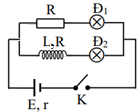 R Đ1
L,R Đ2
E, r K